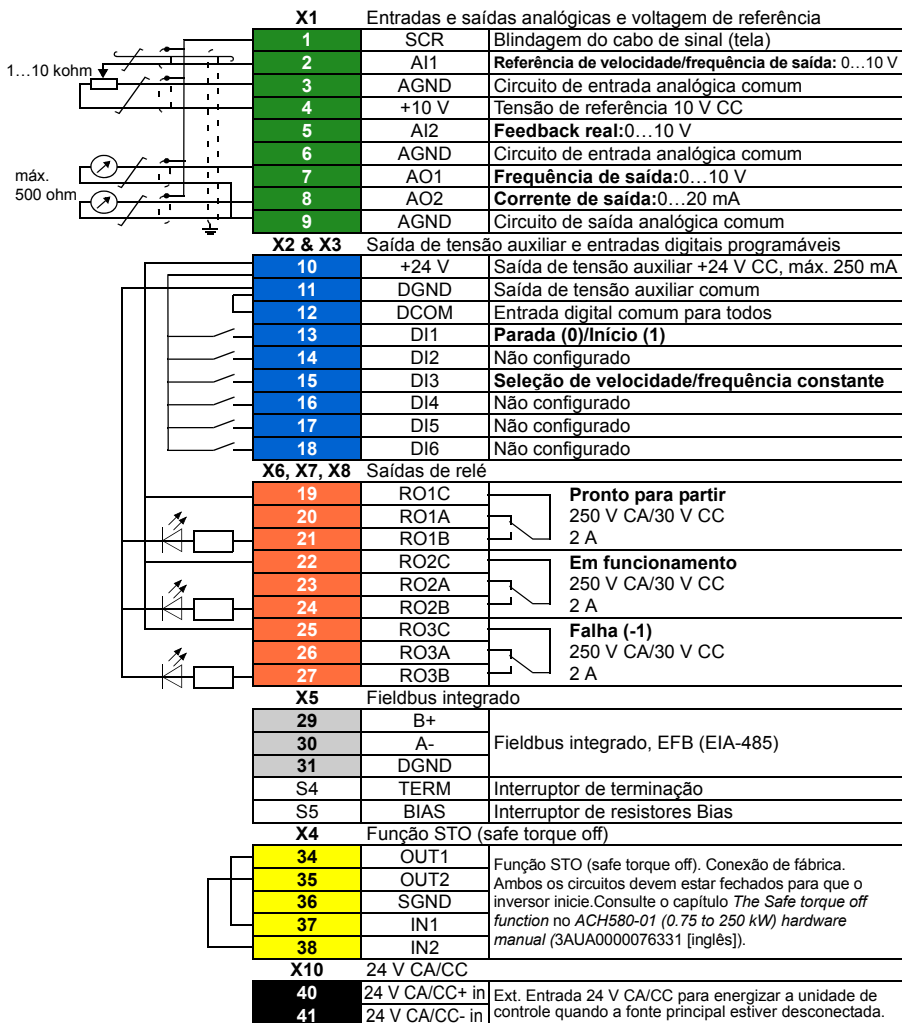 X1 Entradas e saídas analógicas e voltagem de referência
1 SCR Blindagem do cabo de sinal (tela)
1…10 kohm
2 AI1 Referência de velocidade/frequência de saída: 0…10 V
3 AGND Circuito de entrada analógica comum
4 +10 V Tensão de referência 10 V CC
5 AI2 Feedback real:0…10 V
6 AGND Circuito de entrada analógica comum
máx.
500 ohm
7 AO1 Frequência de saída:0…10 V
8 AO2 Corrente de saída:0…20 mA
9 AGND Circuito de saída analógica comum
X2 & X3 Saída de tensão auxiliar e entradas digitais programáveis
10 +24 V Saída de tensão auxiliar +24 V CC, máx. 250 mA
11 DGND Saída de tensão auxiliar comum
12 DCOM Entrada digital comum para todos
13 DI1 Parada (0)/Início (1)
14 DI2 Não configurado
15 DI3 Seleção de velocidade/frequência constante
16 DI4 Não configurado
17 DI5 Não configurado
18 DI6 Não configurado
X6, X7, X8 Saídas de relé
19 RO1C Pronto para partir
20 RO1A 250 V CA/30 V CC
21 RO1B 2 A
22 RO2C Em funcionamento
23 RO2A 250 V CA/30 V CC
24 RO2B 2 A
25 RO3C Falha (-1)
26 RO3A 250 V CA/30 V CC
27 RO3B 2 A
X5 Fieldbus integrado
29 B+
30 A- Fieldbus integrado, EFB (EIA-485)
31 DGND
S4 TERM Interruptor de terminação
S5 BIAS Interruptor de resistores Bias
X4 Função STO (safe torque off)
34 OUT1
35 OUT2
36 SGND
37 IN1
38 IN2
Função STO (safe torque off). Conexão de fábrica.
Ambos os circuitos devem estar fechados para que o
inversor inicie.Consulte o capítulo The Safe torque off
function no ACH580-01 (0.75 to 250 kW) hardware
manual (3AUA0000076331 [inglês]).
X10 24 V CA/CC
40 24 V CA/CC+ in
41 24 V CA/CC- in
Ext. Entrada 24 V CA/CC para energizar a unidade de
controle quando a fonte principal estiver desconectada.